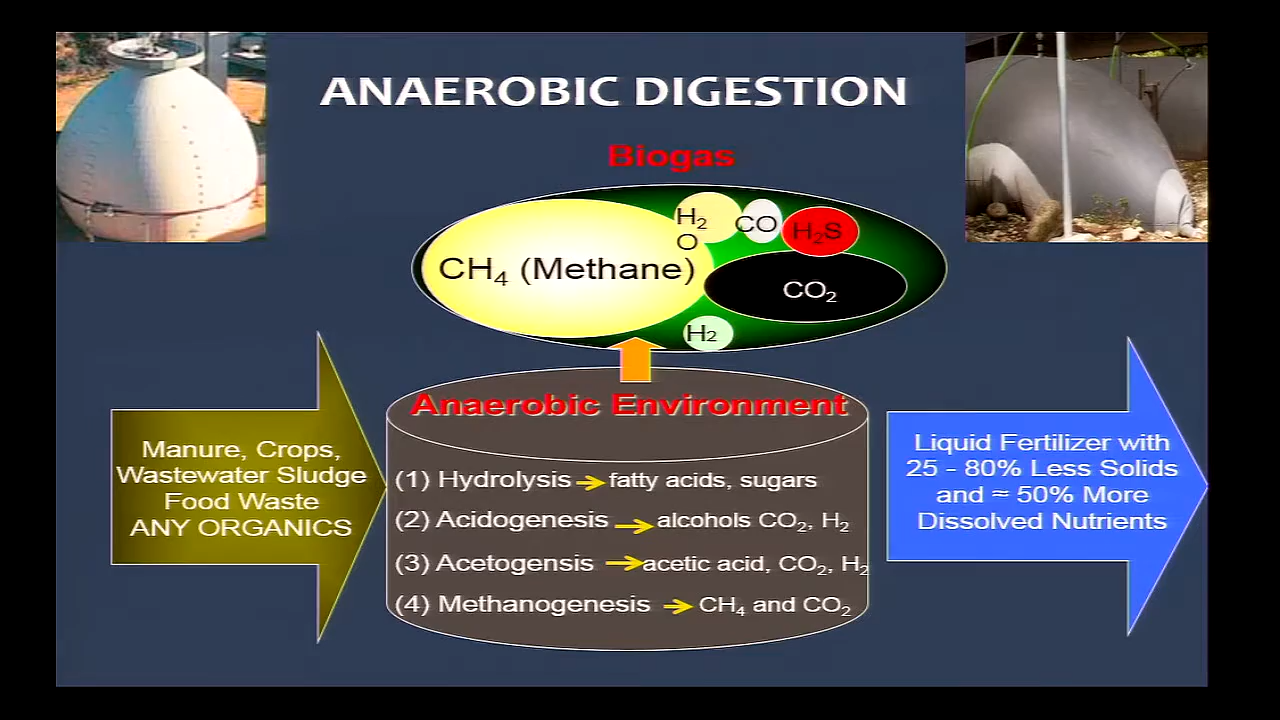 ANAEROBIC DIGESTION
Biogas
H₂
O
CO
H₂S
CH₄ (Methane)
CO₂
H₂
Anaerobic Environment
Manure, Crops,
Wastewater Sludge
Food Waste
ANY ORGANICS
(1) Hydrolysis → fatty acids, sugars
(2) Acidogenesis → alcohols CO₂, H₂
(3) Acetogensis → acetic acid, CO₂, H₂
(4) Methanogenesis → CH₄ and CO₂
Liquid Fertilizer with
25 - 80% Less Solids
and ≈ 50% More
Dissolved Nutrients